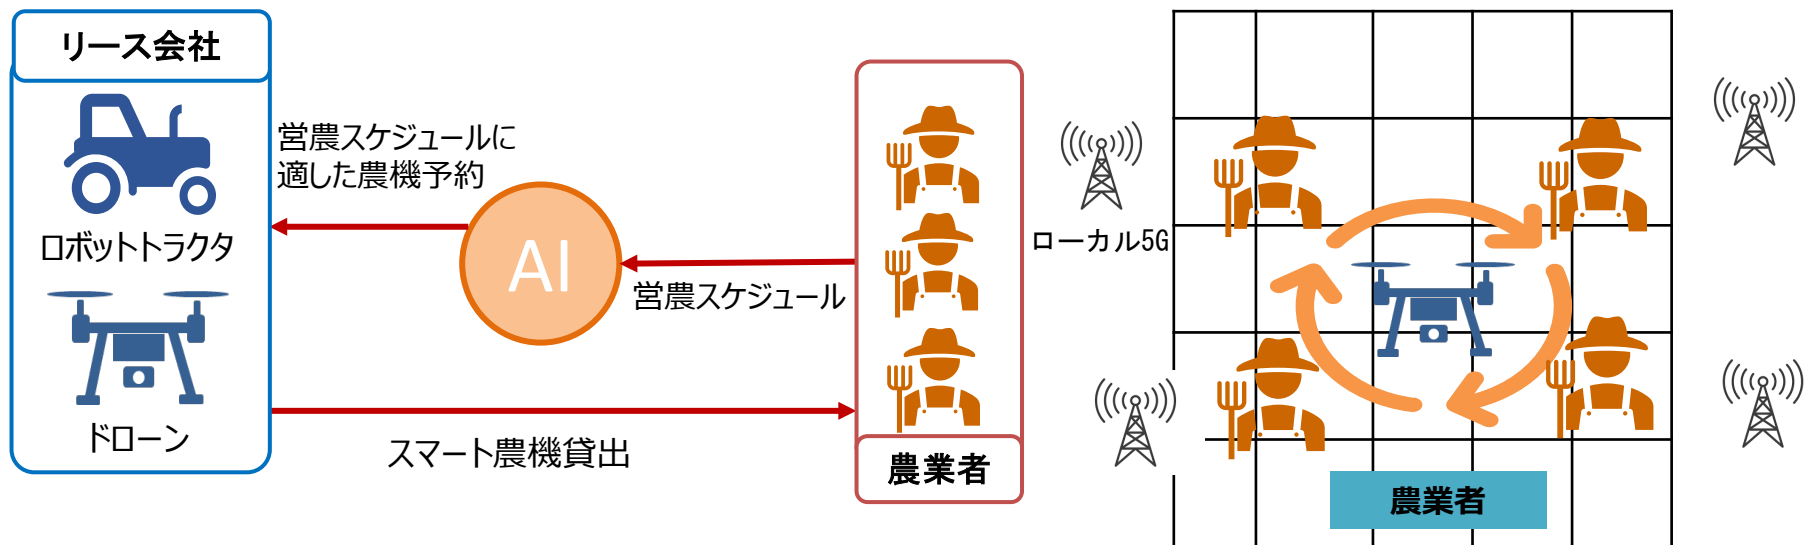 リース会社
ロボットトラクタ
ドローン
営農スケジュールに
適した農機予約
AI
営農スケジュール
スマート農機貸出
農業者
ローカル5G
農業者